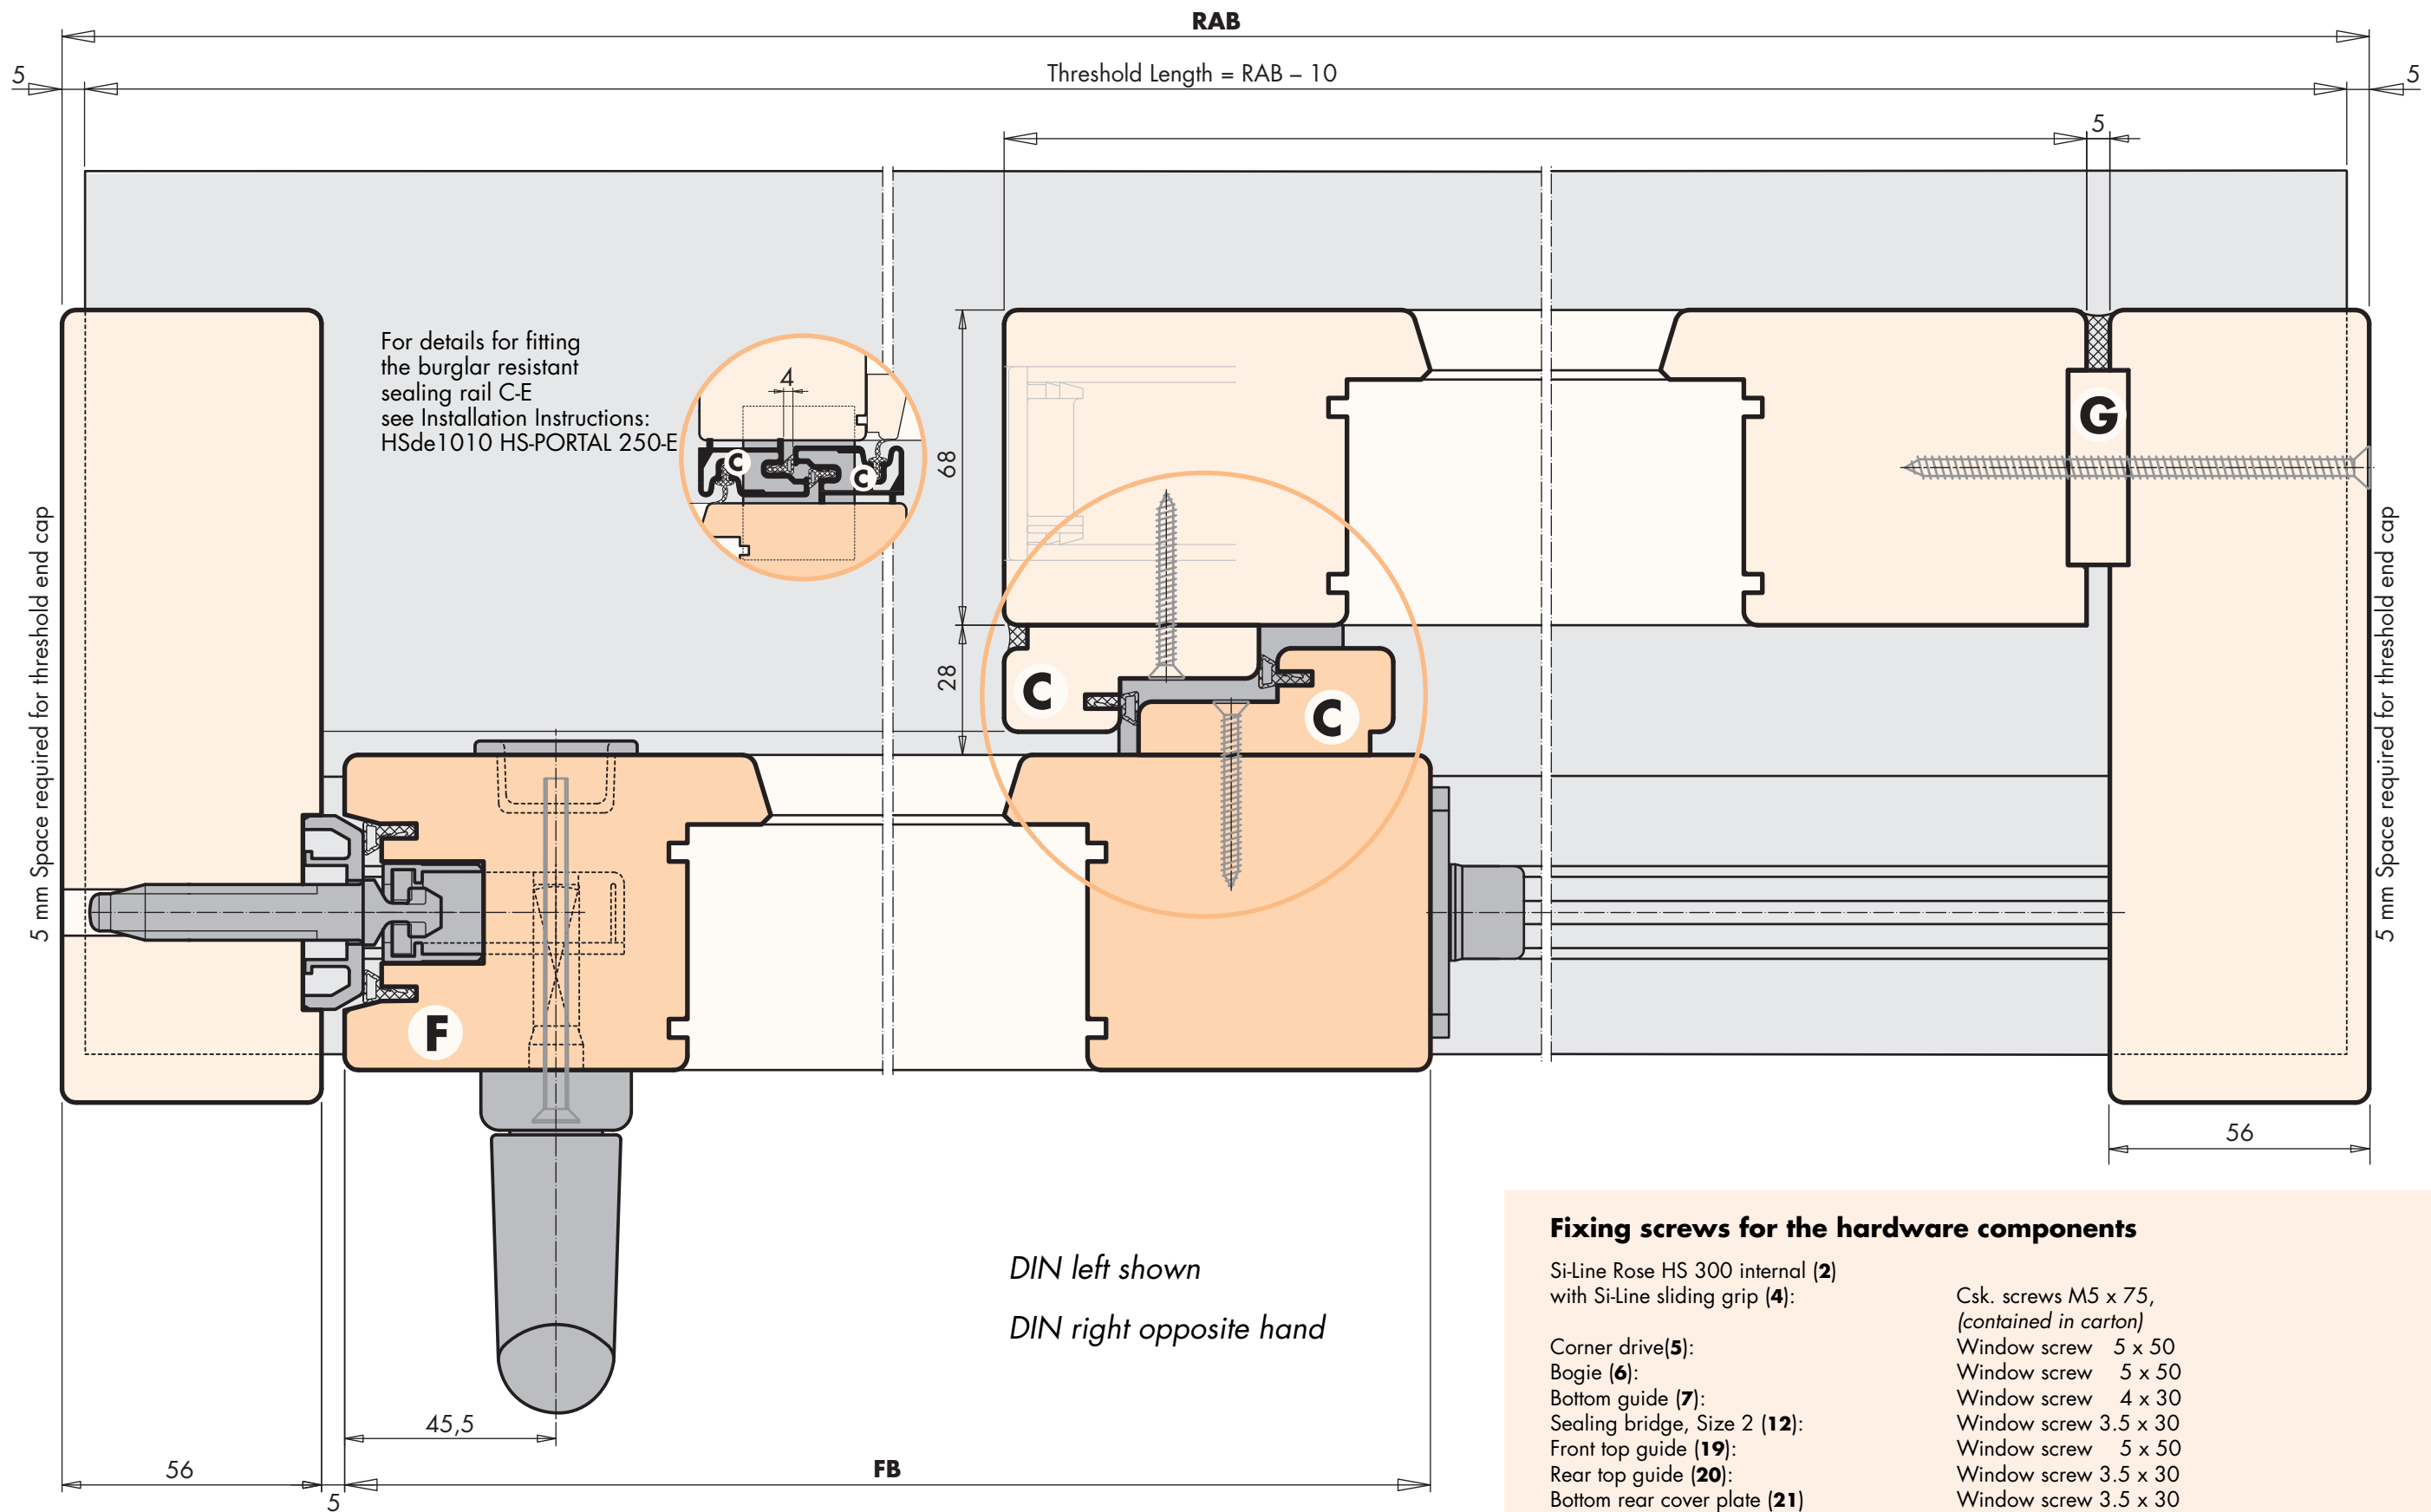 RAB
5
Threshold Length = RAB – 10
5
5
For details for fitting
the burglar resistant
sealing rail C-E
see Installation Instructions:
HSde1010 HS-PORTAL 250-E
4
C
C
68
G
5 mm Space required for threshold end cap
5 mm Space required for threshold end cap
28
C
C
F
56
DIN left shown
DIN right opposite hand
45,5
56
5
FB
Fixing screws for the hardware components
Si-Line Rose HS 300 internal (2)
with Si-Line sliding grip (4): Csk. screws M5 x 75,
(contained in carton)
Corner drive(5): Window screw 5 x 50
Bogie (6): Window screw 5 x 50
Bottom guide (7): Window screw 4 x 30
Sealing bridge, Size 2 (12): Window screw 3.5 x 30
Front top guide (19): Window screw 5 x 50
Rear top guide (20): Window screw 3.5 x 30
Bottom rear cover plate (21) Window screw 3.5 x 30